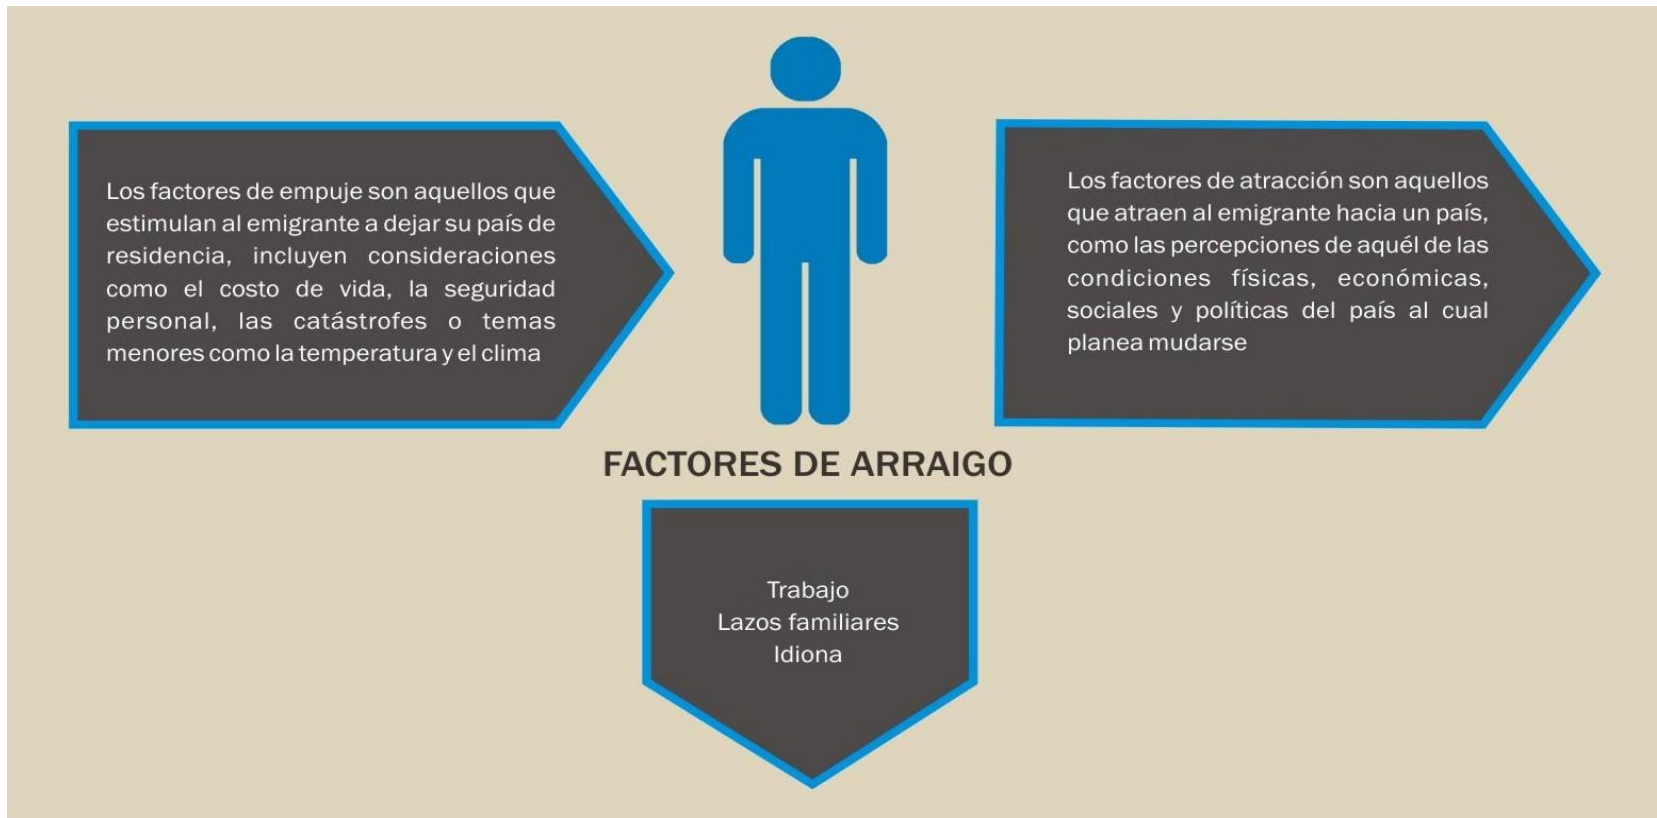 Los factores de empuje son aquellos que
estimulan al emigrante a dejar su país de
residencia, incluyen consideraciones
como el costo de vida, la seguridad
personal, las catástrofes o temas
menores como la temperatura y el clima
Los factores de atracción son aquellos
que atraen al emigrante hacia un país,
como las percepciones de aquél de las
condiciones físicas, económicas,
sociales y políticas del país al cual
planea mudarse
FACTORES DE ARRAIGO
Trabajo
Lazos familiares
Idiona